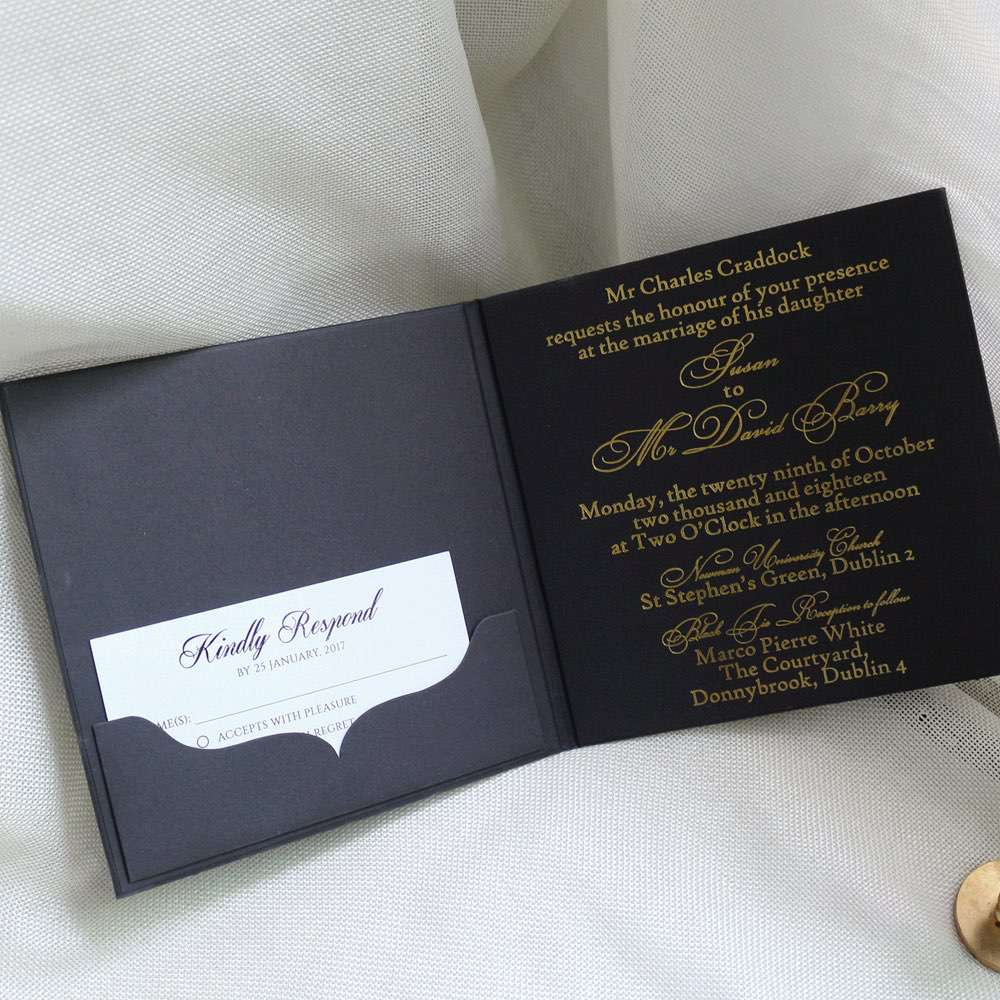 Kindly Respond
BY 25 JANUARY, 2017
ME(S):
ACCEPTS WITH PLEASURE
REGRET
Mr Charles Craddock
requests the honour of your presence
at the marriage of his daughter
Susan
to
Mr David Barry
Monday, the twenty ninth of October
two thousand and eighteen
at Two O'Clock in the afternoon
Newman University Church
St Stephen's Green, Dublin 2
Black Tie Reception to follow
Marco Pierre White
The Courtyard,
Donnybrook, Dublin 4